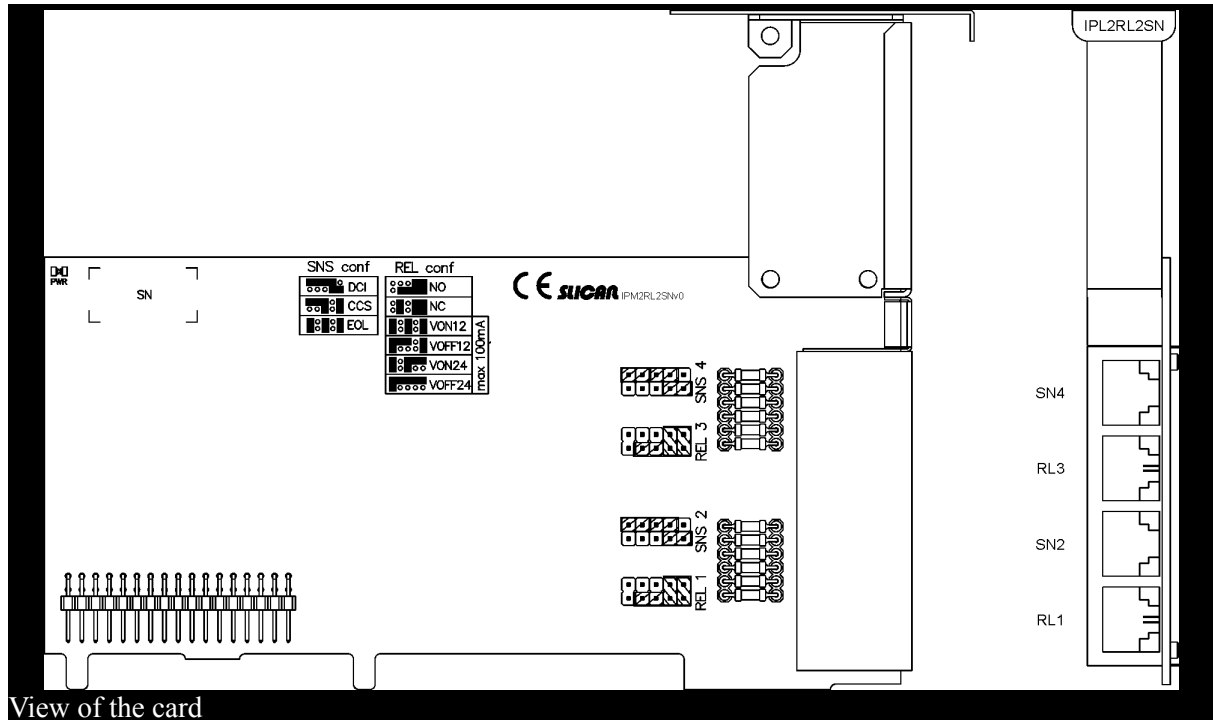 IPL2RL2SN
PWR
SN
SNS conf
DCI
CCS
EOL
REL conf
NO
NC
VON12
VOFF12
VON24
VOFF24
max 100mA
CE SLICAN IPM2RL2SNv0
SNS 4
REL 3
SNS 2
REL 1
SN4
RL3
SN2
RL1
View of the card